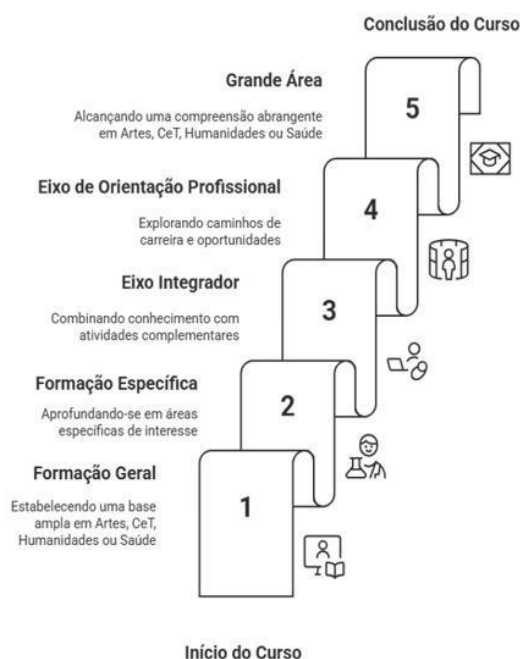 Conclusão do Curso
Grande Área
5
Alcançando uma compreensão abrangente
em Artes, CeT, Humanidades ou Saúde
Eixo de Orientação Profissional
4
Explorando caminhos de
carreira e oportunidades
Eixo Integrador
3
Combinando conhecimento com
atividades complementares
Formação Específica
2
Aprofundando-se em áreas
específicas de interesse
Formação Geral
1
Estabelecendo uma base
ampla em Artes, CeT,
Humanidades ou Saúde
Início do Curso